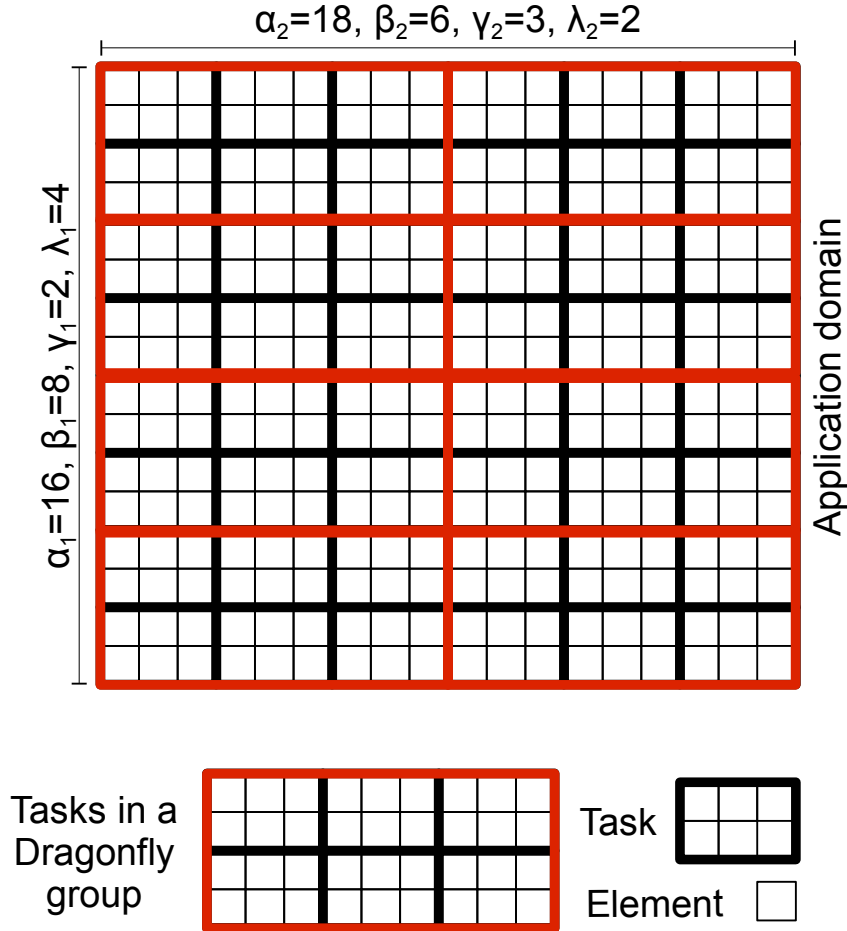 α₂=18, β₂=6, γ₂=3, λ₂=2
α₁=16, β₁=8, γ₁=2, λ₁=4
Application domain
Tasks in a
Dragonfly
group
Task
Element